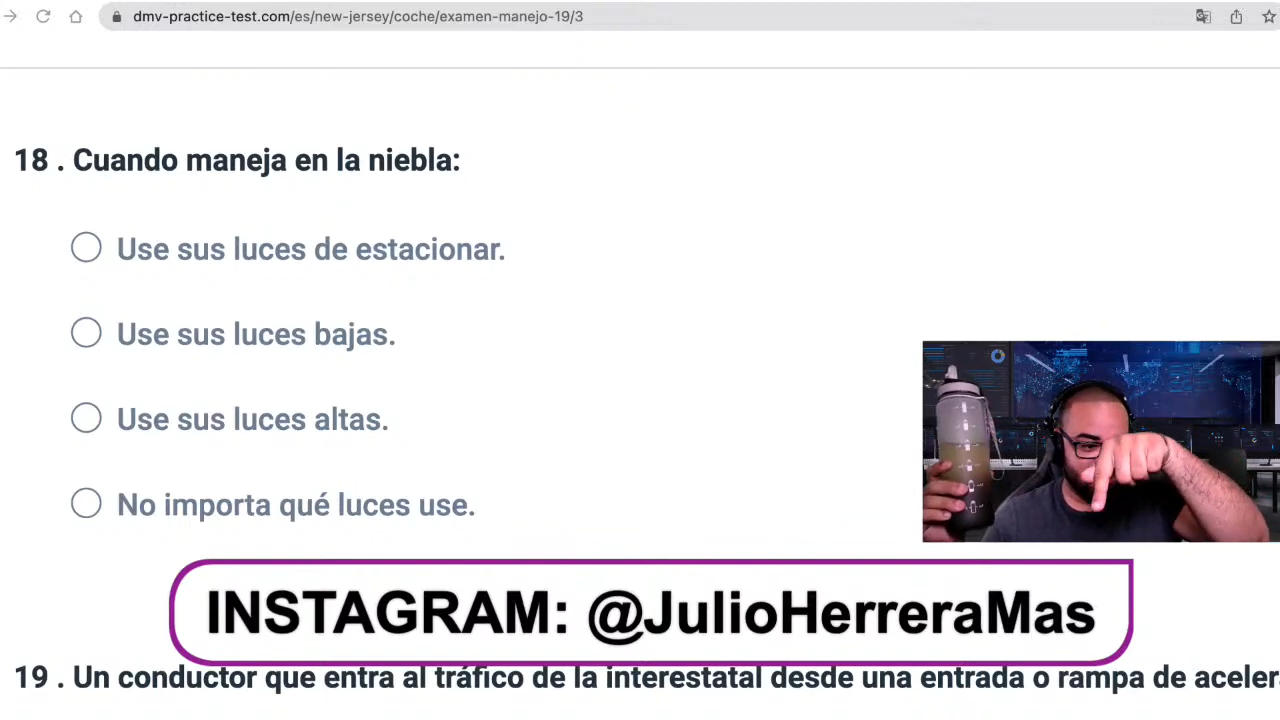 dmv-practice-test.com/es/new-jersey/coche/examen-manejo-19/3
18 . Cuando maneja en la niebla:
Use sus luces de estacionar.
Use sus luces bajas.
Use sus luces altas.
No importa qué luces use.
INSTAGRAM: @JulioHerreraMas
19 . Un conductor que entra al tráfico de la interestatal desde una entrada o rampa de aceler